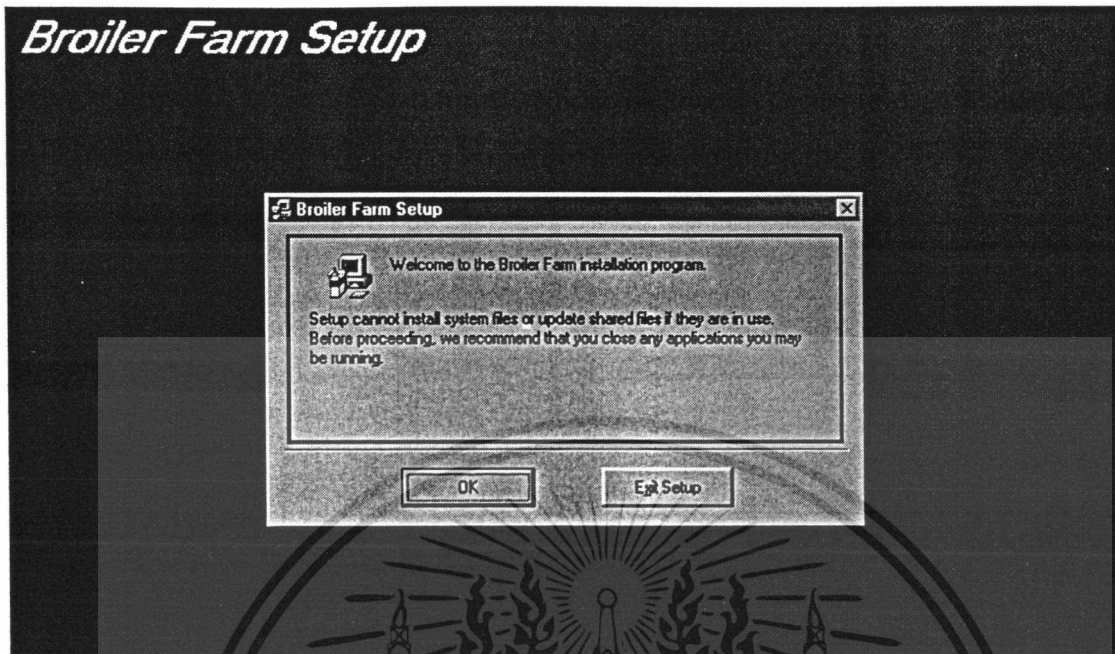 Broiler Farm Setup
Broiler Farm Setup
Welcome to the Broiler Farm installation program.
Setup cannot install system files or update shared files if they are in use.
Before proceeding, we recommend that you close any applications you may
be running.
OK
Exit Setup